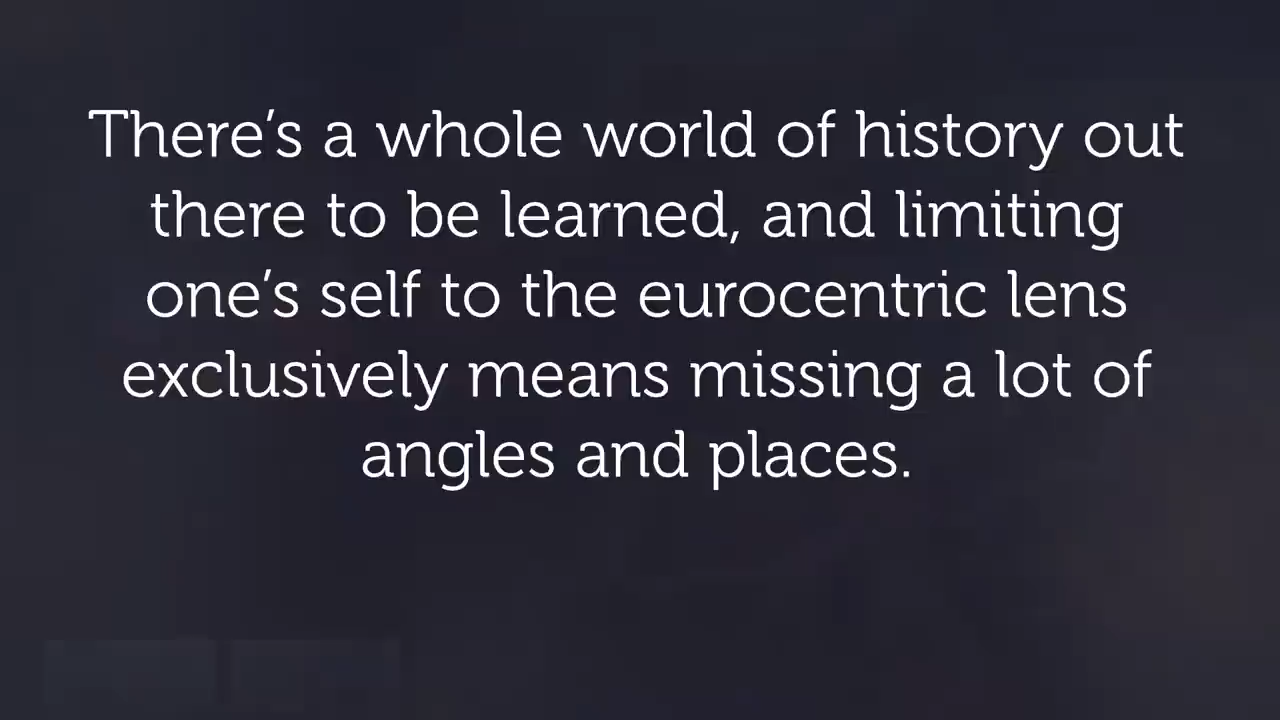 There’s a whole world of history out
there to be learned, and limiting
one’s self to the eurocentric lens
exclusively means missing a lot of
angles and places.